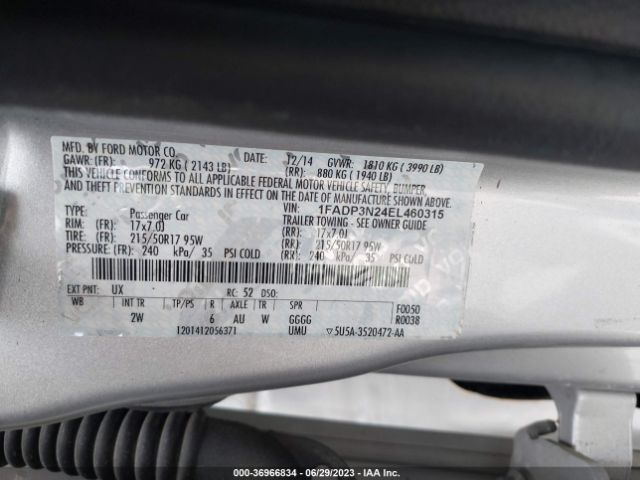 MFD. BY FORD MOTOR CO.
DATE: 12/14 GVWR: 1810 KG ( 3990 LB)
GAWR: (FR): 972 KG ( 2143 LB) (RR): 880 KG ( 1940 LB)
THIS VEHICLE CONFORMS TO ALL APPLICABLE FEDERAL MOTOR VEHICLE SAFETY, BUMPER
AND THEFT PREVENTION STANDARDS IN EFFECT ON THE DATE OF MANUFACTURE SHOWN ABOVE.
VIN: 1FADP3N24EL460315
TYPE: Passenger Car TRAILER TOWING - SEE OWNER GUIDE
RIM: (FR) 17x7.0J (RR): 17x7.0J
TIRE: (FR) 215/50R17 95W (RR): 215/50R17 95W
PRESSURE: (FR) 240 kPa/ 35 PSI COLD (RR): 240 kPa/ 35 PSI COLD
EXT PNT: UX RC: 52 DSO:
WB INT TR TP/PS R AXLE TR SPR F0050
2W 6 AU W GGGG R0038
1201412056371 UMU ▽5U5A-3520472-AA
000-36966834 - 06/29/2023 - IAA Inc.